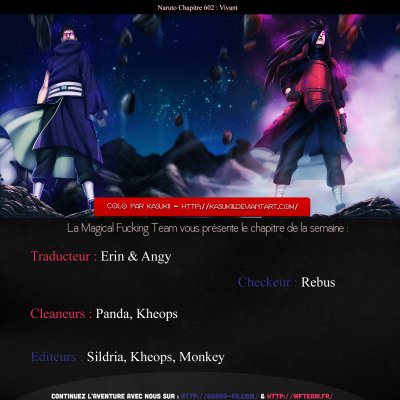 Naruto Chapitre 602 : Vivant
COLO PAR KASUKII - HTTP://KASUKII.DEVIANTART.COM/
La Magical Fucking Team vous présente le chapitre de la semaine :
Traducteur : Erin & Angy
Checkeur : Rebus
Cleaneurs : Panda, Kheops
Editeurs : Sildria, Kheops, Monkey
CONTINUEZ L'AVENTURE AVEC NOUS SUR : & HTTP://MFTEAM.FR/